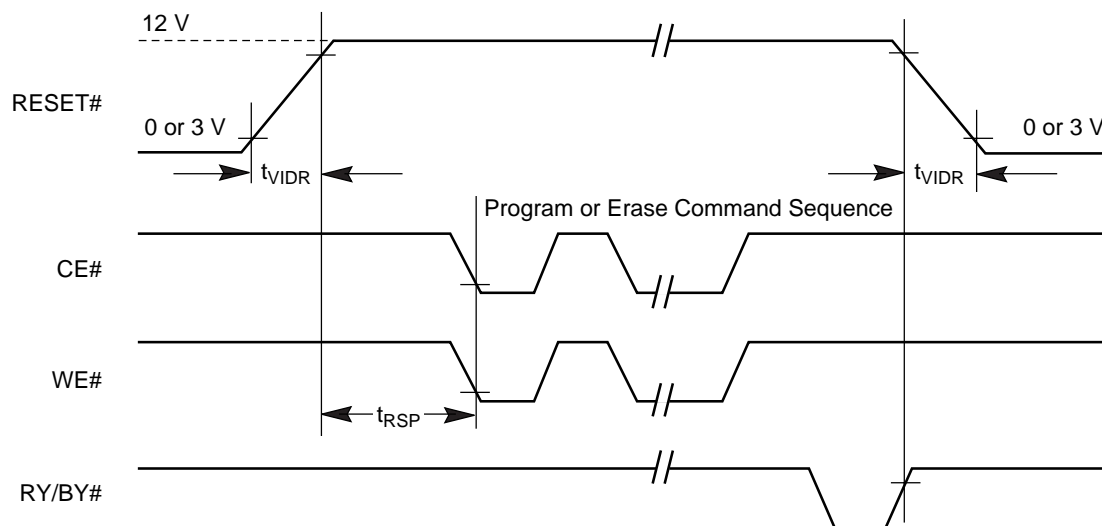 12 V
RESET#
0 or 3 V
0 or 3 V
tVIDR
tVIDR
Program or Erase Command Sequence
CE#
WE#
tRSP
RY/BY#